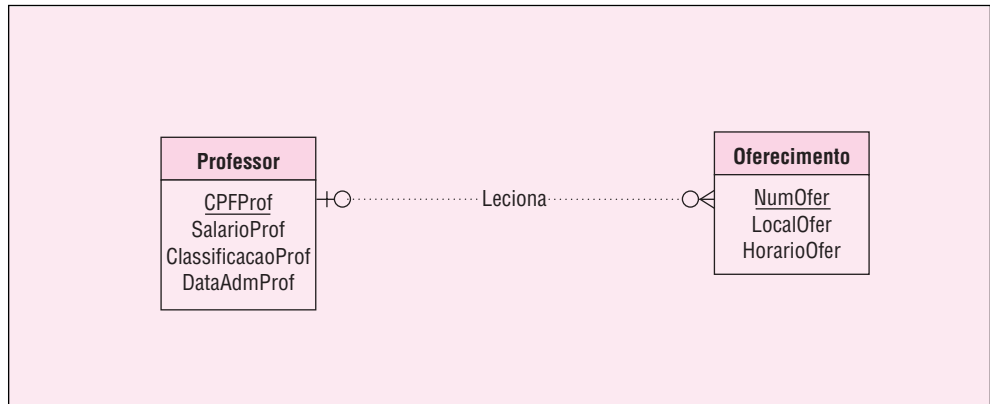 Professor
CPFProf
SalarioProf
ClassificacaoProf
DataAdmProf
Leciona
Oferecimento
NumOfer
LocalOfer
HorarioOfer